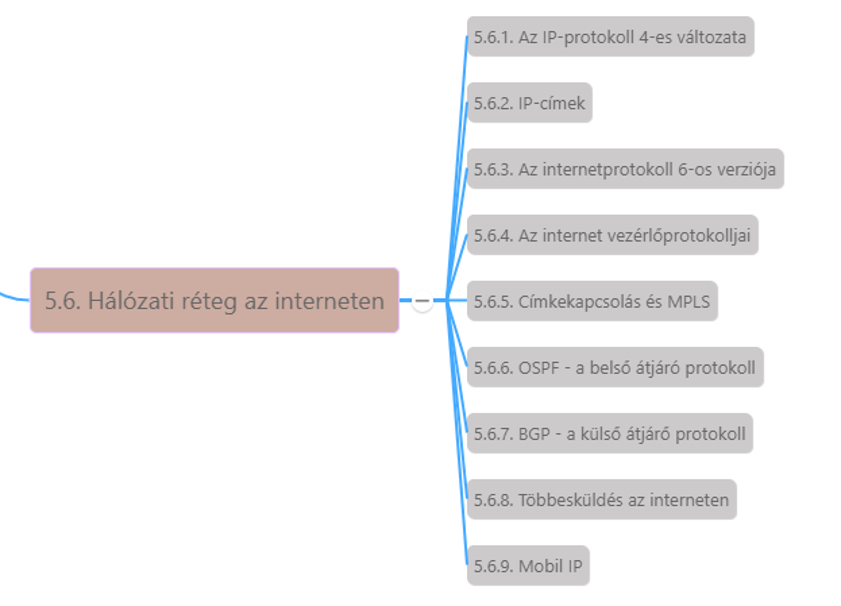 5.6. Hálózati réteg az interneten
5.6.1. Az IP-protokoll 4-es változata
5.6.2. IP-címek
5.6.3. Az internetprotokoll 6-os verziója
5.6.4. Az internet vezérlőprotokolljai
5.6.5. Címkekapcsolás és MPLS
5.6.6. OSPF - a belső átjáró protokoll
5.6.7. BGP - a külső átjáró protokoll
5.6.8. Többesküldés az interneten
5.6.9. Mobil IP